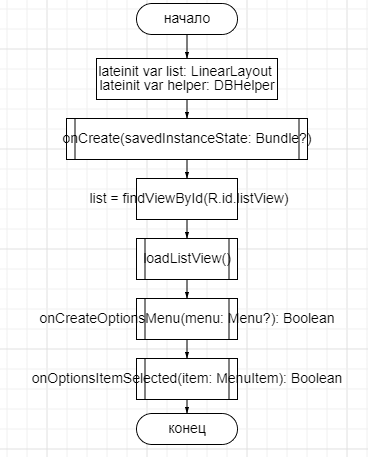 начало
lateinit var list: LinearLayout
lateinit var helper: DBHelper
onCreate(savedInstanceState: Bundle?)
list = findViewById(R.id.listView)
loadListView()
onCreateOptionsMenu(menu: Menu?): Boolean
onOptionsItemSelected(item: MenuItem): Boolean
конец